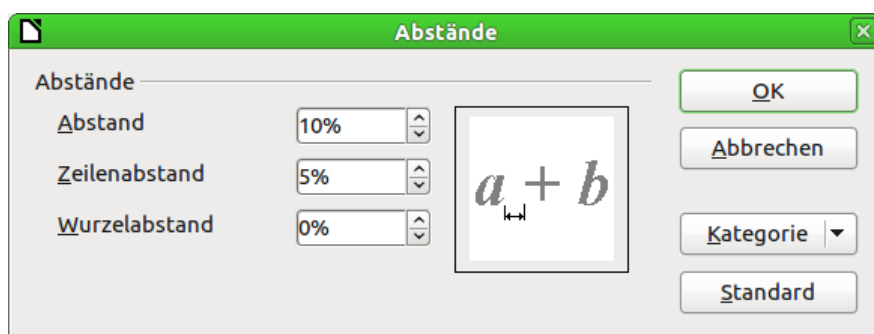 Abstände
Abstände
Abstand 10%
Zeilenabstand 5%
Wurzelabstand 0%
a + b
OK
Abbrechen
Kategorie
Standard